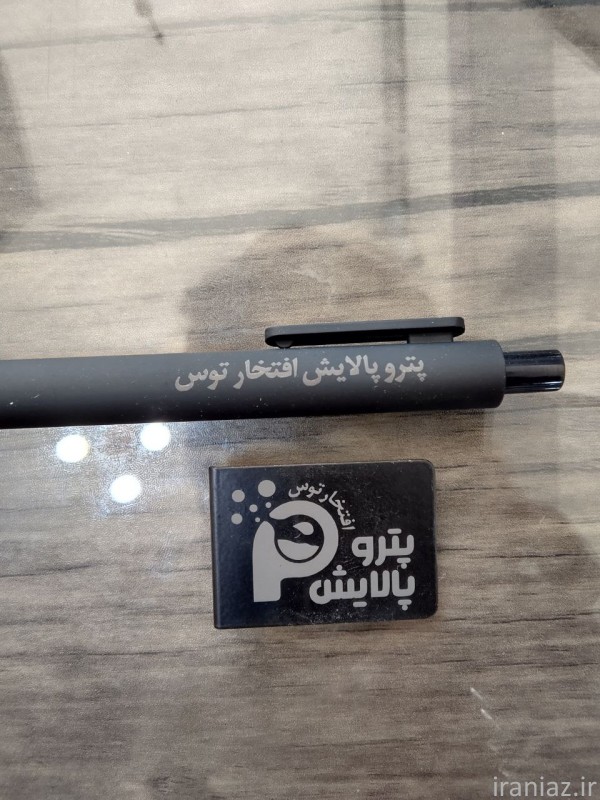 پترو پالایش افتخار توس
افتخار توس
پترو
پالایش
iraniaz.ir